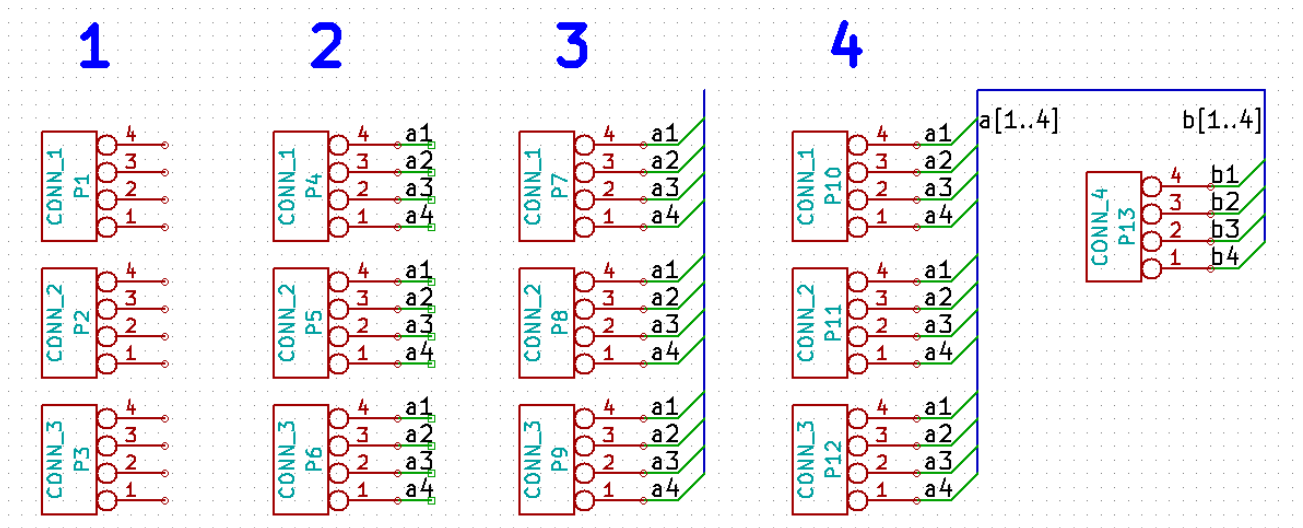 1 2 3 4
CONN_1
P1
4
3
2
1
CONN_2
P2
4
3
2
1
CONN_3
P3
4
3
2
1
CONN_1
P4
4 a1
3 a2
2 a3
1 a4
CONN_2
P5
4 a1
3 a2
2 a3
1 a4
CONN_3
P6
4 a1
3 a2
2 a3
1 a4
CONN_1
P7
4 a1
3 a2
2 a3
1 a4
CONN_2
P8
4 a1
3 a2
2 a3
1 a4
CONN_3
P9
4 a1
3 a2
2 a3
1 a4
CONN_1
P10
4 a1
3 a2
2 a3
1 a4
CONN_2
P11
4 a1
3 a2
2 a3
1 a4
CONN_3
P12
4 a1
3 a2
2 a3
1 a4
a[1..4]
b[1..4]
CONN_4
P13
4 b1
3 b2
2 b3
1 b4